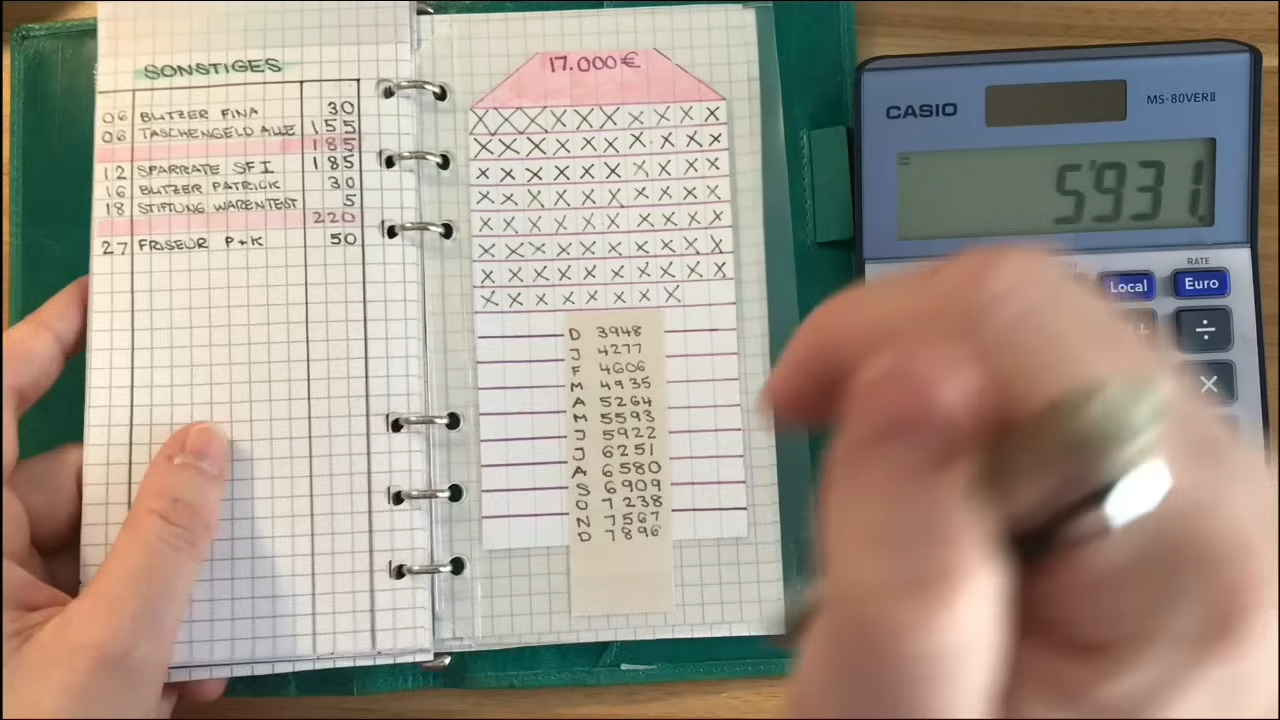 SONSTIGES
06 BLITZER FINA 30
06 TASCHENGELD ALLE 155
185
12 SPARRATE SFI 185
16 BLITZER PATRICK 30
18 STIFTUNG WARENTEST 5
220
27 FRISEUR P+K 50
17.000€
X X X X X X X X X X
X X X X X X X X X X
X X X X X X X X X X
X X X X X X X X X X
X X X X X X X X X X
X X X X X X X X X X
X X X X X X X X X X
X X X X X X X X
D 3948
J 4277
F 4606
M 4935
A 5264
M 5593
J 5922
J 6251
A 6580
S 6909
O 7238
N 7567
D 7896
CASIO
MS-80VERII
=
5'931.
RATE
Local
Euro
÷
×